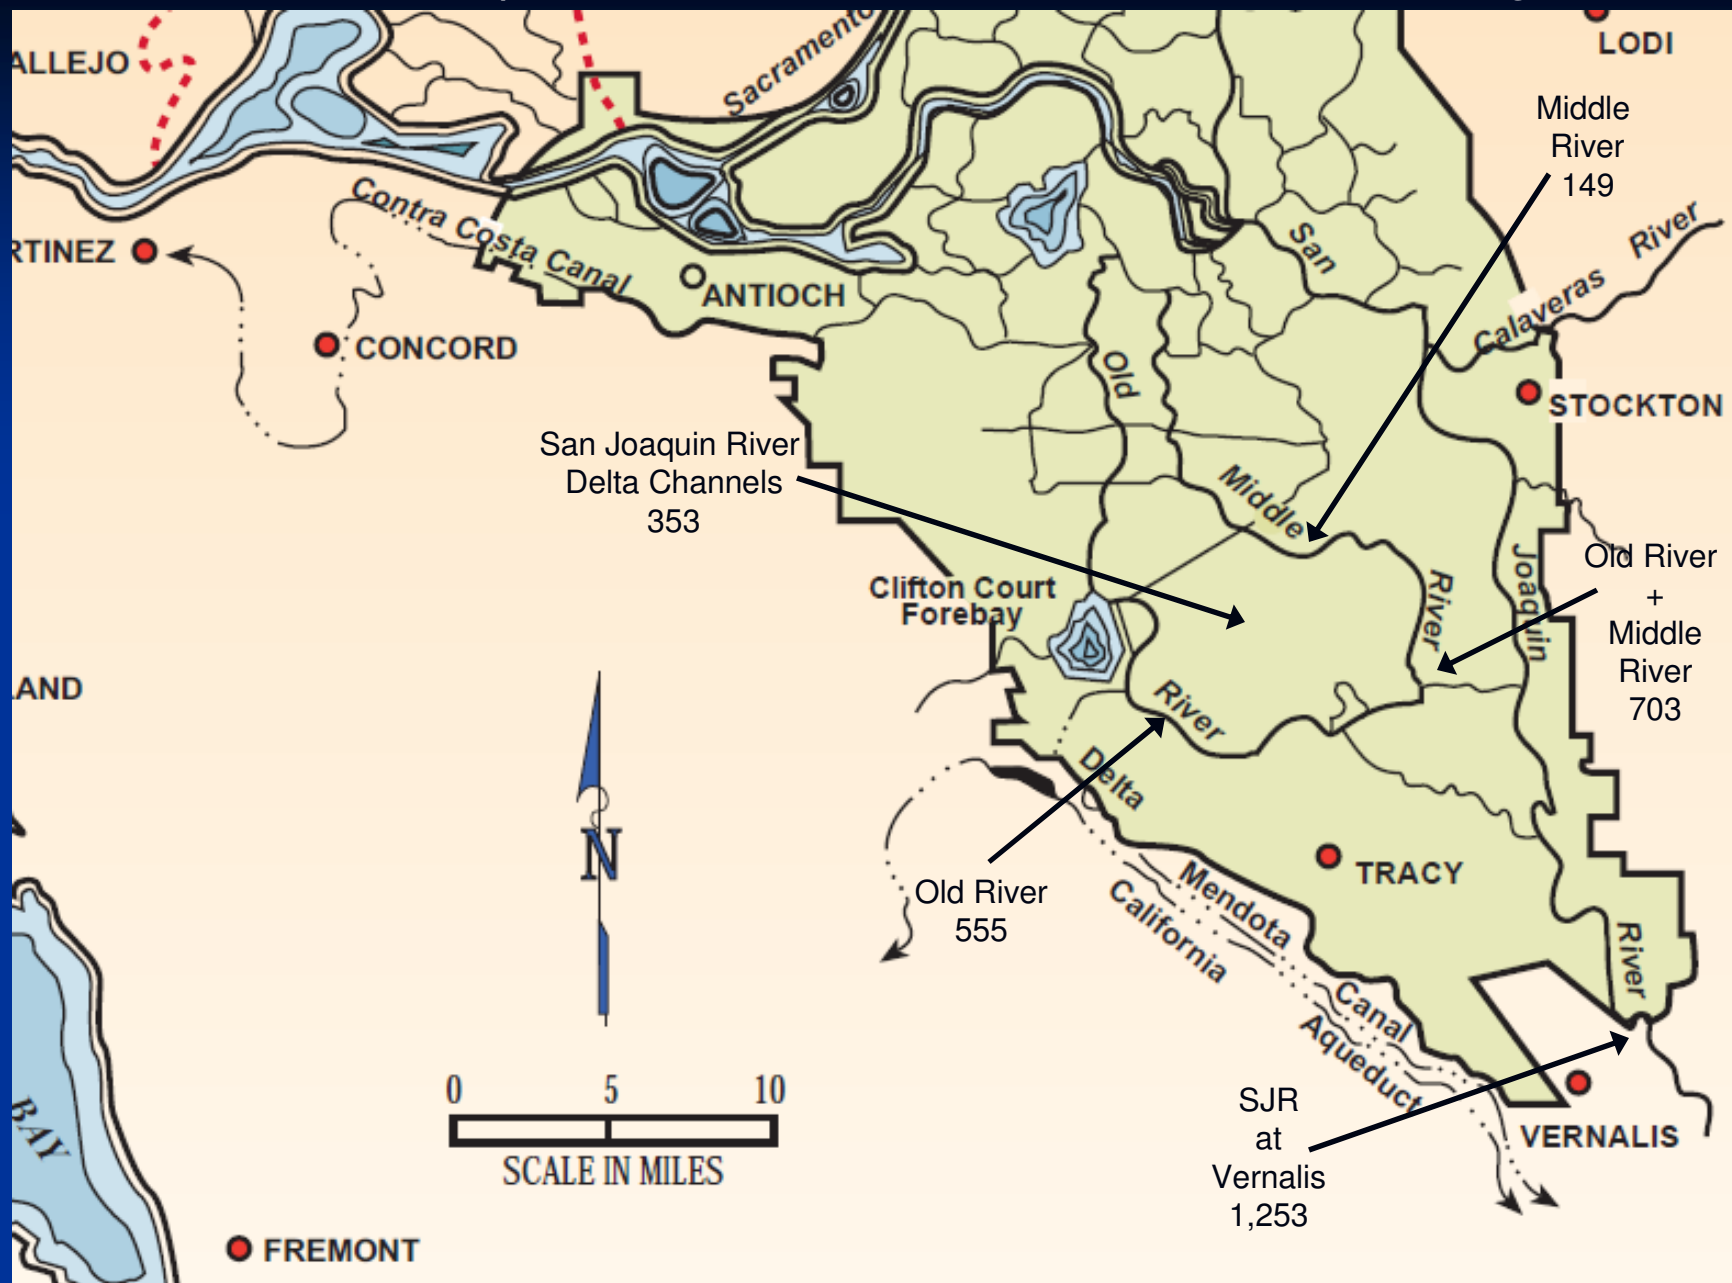 LODI
ALLEJO
Sacramento
Middle
River
149
Contra Costa Canal
San
River
Calaveras
RTINEZ
ANTIOCH
CONCORD
Old
STOCKTON
San Joaquin River
Delta Channels
353
Middle
River
Joaquin
Old River
+
Middle
River
703
Clifton Court
Forebay
LAND
River
Delta
N
TRACY
Old River
555
Mendota
California
River
Canal
Aqueduct
0 5 10
SCALE IN MILES
SJR
at
Vernalis
1,253
VERNALIS
BAY
FREMONT